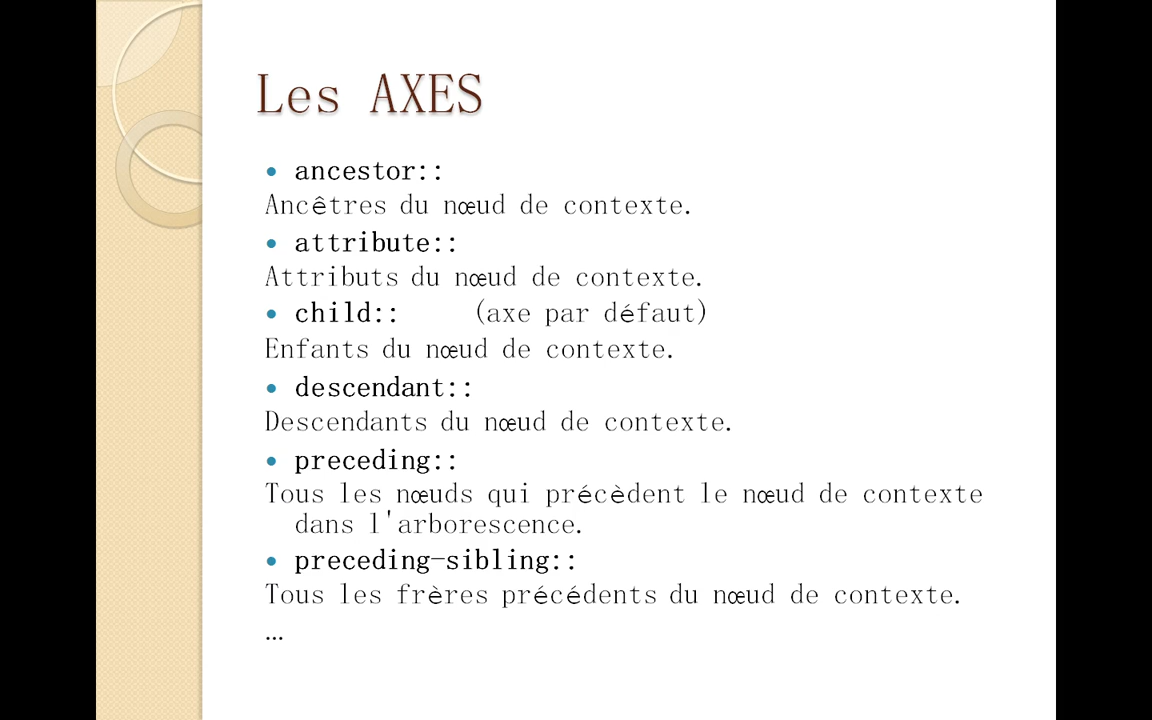 Les AXES
• ancestor::
Ancêtres du nœud de contexte.
• attribute::
Attributs du nœud de contexte.
• child:: (axe par défaut)
Enfants du nœud de contexte.
• descendant::
Descendants du nœud de contexte.
• preceding::
Tous les nœuds qui précèdent le nœud de contexte
dans l'arborescence.
• preceding-sibling::
Tous les frères précédents du nœud de contexte.
…